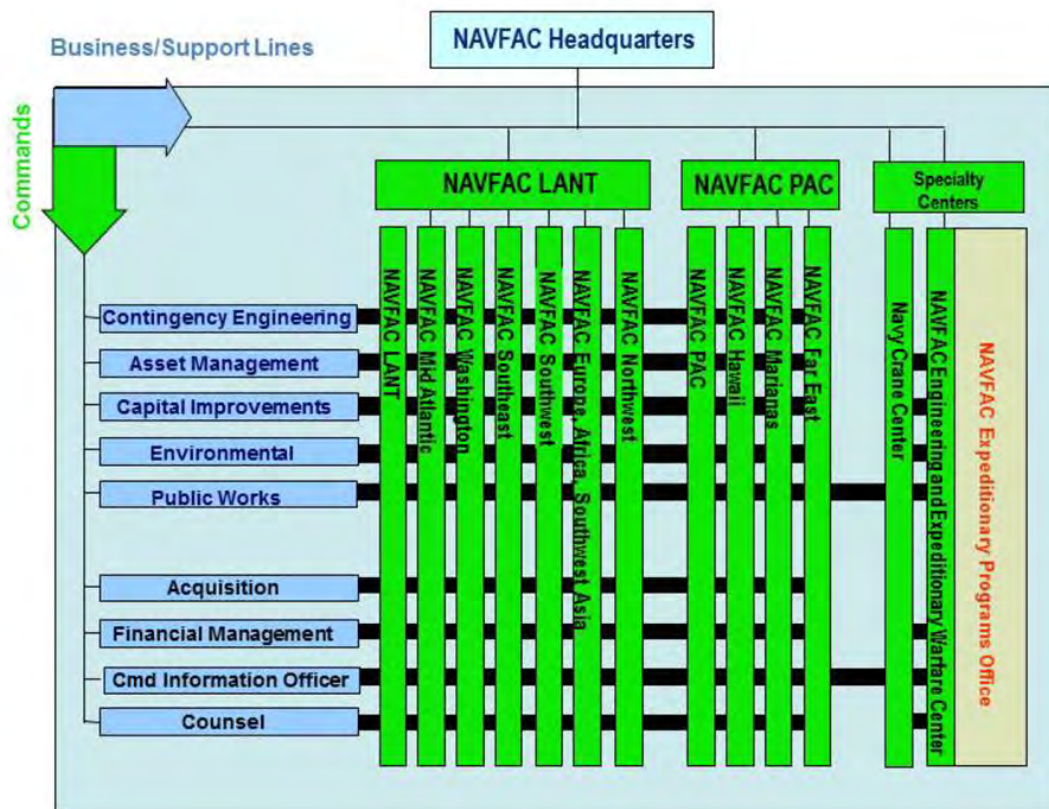 NAVFAC Headquarters
Business/Support Lines
Commands
NAVFAC LANT
NAVFAC PAC
Specialty
Centers
NAVFAC LANT
NAVFAC Mid Atlantic
NAVFAC Washington
NAVFAC Southeast
NAVFAC Southwest
NAVFAC Europe, Africa, Southwest Asia
NAVFAC Northwest
NAVFAC PAC
NAVFAC Hawaii
NAVFAC Marianas
NAVFAC Far East
Navy Crane Center
NAVFAC Engineering and Expeditionary Warfare Center
NAVFAC Expeditionary Programs Office
Contingency Engineering
Asset Management
Capital Improvements
Environmental
Public Works
Acquisition
Financial Management
Cmd Information Officer
Counsel